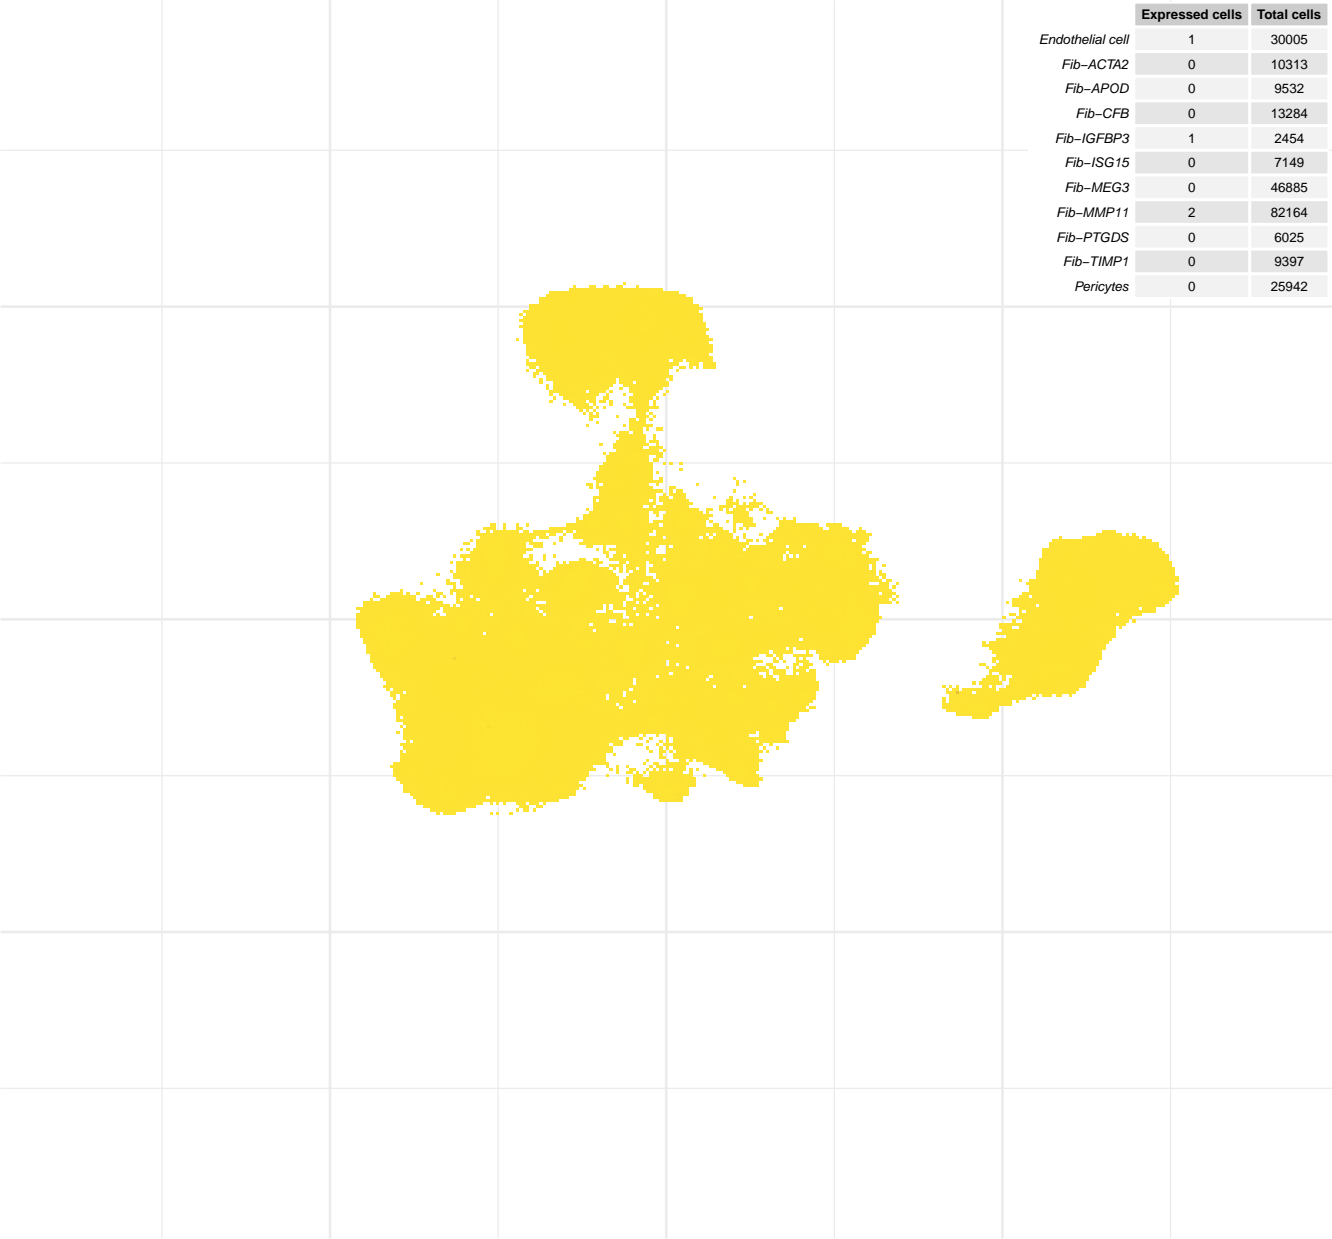 Expressed cells Total cells
Endothelial cell 1 30005
Fib−ACTA2 0 10313
Fib−APOD 0 9532
Fib−CFB 0 13284
Fib−IGFBP3 1 2454
Fib−ISG15 0 7149
Fib−MEG3 0 46885
Fib−MMP11 2 82164
Fib−PTGDS 0 6025
Fib−TIMP1 0 9397
Pericytes 0 25942